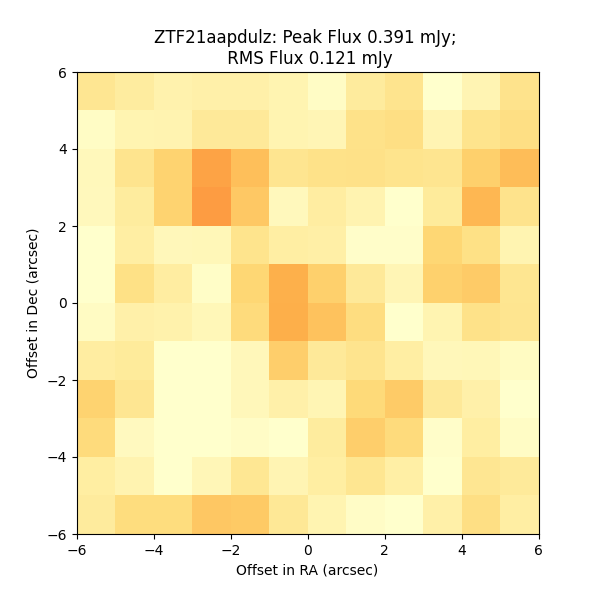 ZTF21aapdulz: Peak Flux 0.391 mJy;
RMS Flux 0.121 mJy
6
4
2
0
−2
−4
−6
Offset in Dec (arcsec)
−6 −4 −2 0 2 4 6
Offset in RA (arcsec)